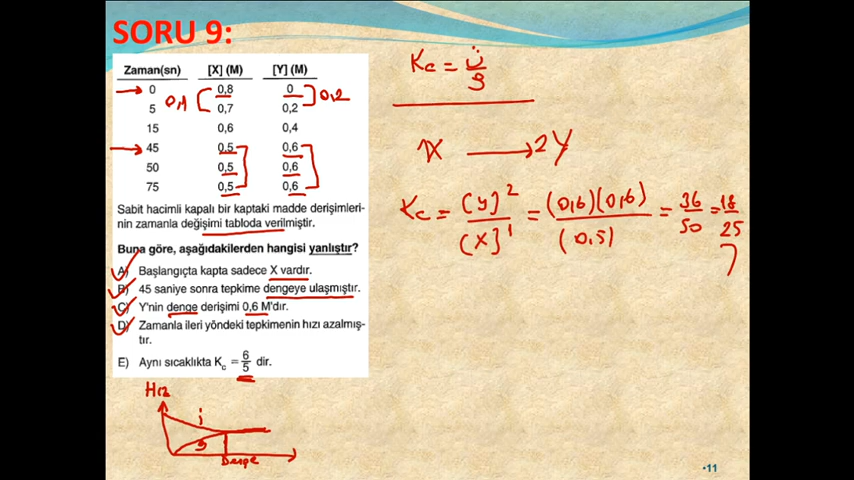 SORU 9:
Zaman(sn) [X] (M) [Y] (M)
0 0,8 0
5 0,7 0,2
15 0,6 0,4
45 0,5 0,6
50 0,5 0,6
75 0,5 0,6
0,1 0,2
Sabit hacimli kapalı bir kaptaki madde derişimleri-
nin zamanla değişimi tabloda verilmiştir.
Buna göre, aşağıdakilerden hangisi yanlıştır?
A) Başlangıçta kapta sadece X vardır.
B) 45 saniye sonra tepkime dengeye ulaşmıştır.
C) Y'nin denge derişimi 0,6 M'dır.
D) Zamanla ileri yöndeki tepkimenin hızı azalmış-
tır.
E) Aynı sıcaklıkta Kc = 6/5 dir.
Hız
i
g
Denge
Kc = Ü/g
X → 2Y
Kc = [Y]² / [X]¹ = (0,6)(0,6) / (0,5) = 36/50 = 18/25
•11